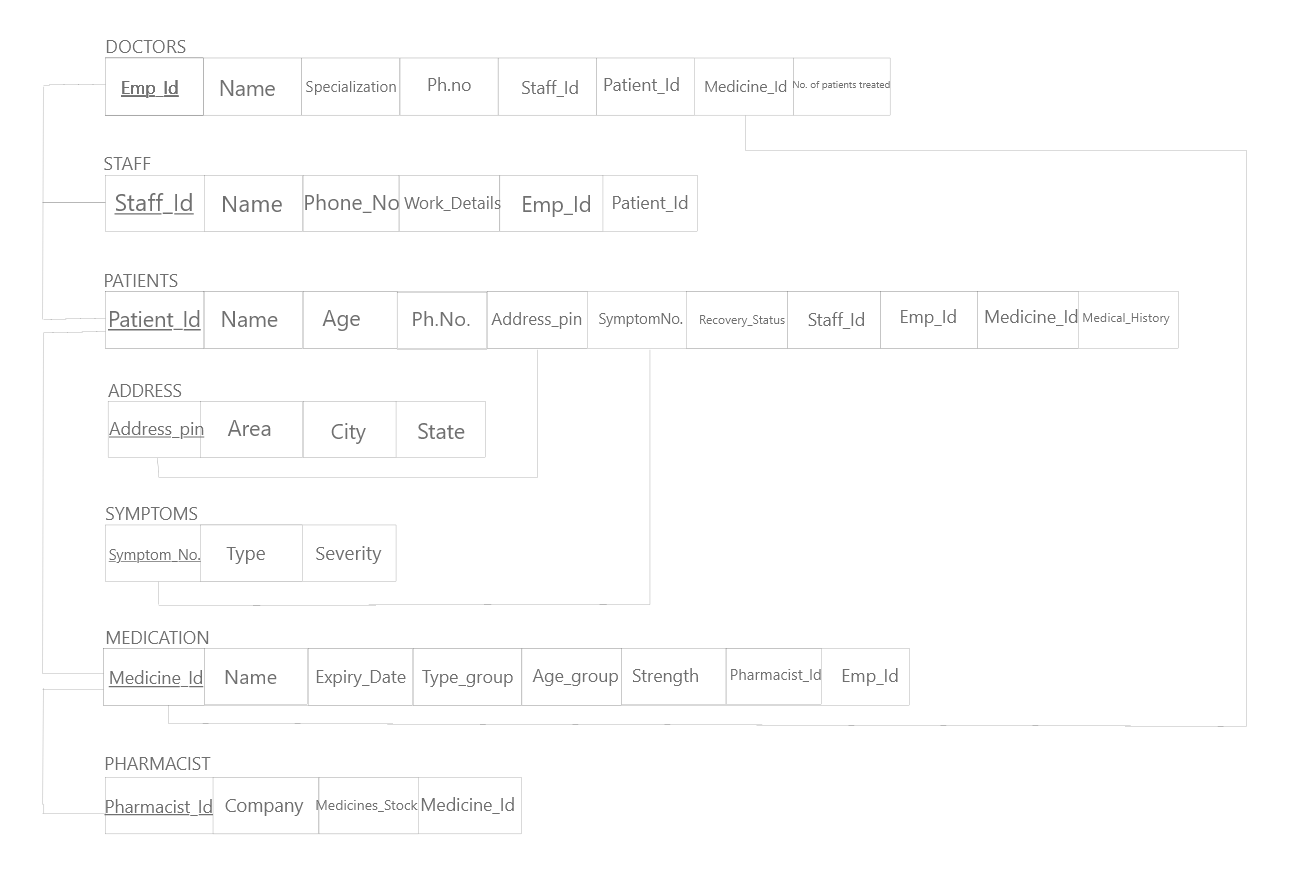 DOCTORS
Emp_Id Name Specialization Ph.no Staff_Id Patient_Id Medicine_Id No. of patients treated
STAFF
Staff_Id Name Phone_No Work_Details Emp_Id Patient_Id
PATIENTS
Patient_Id Name Age Ph.No. Address_pin SymptomNo. Recovery_Status Staff_Id Emp_Id Medicine_Id Medical_History
ADDRESS
Address_pin Area City State
SYMPTOMS
Symptom_No. Type Severity
MEDICATION
Medicine_Id Name Expiry_Date Type_group Age_group Strength Pharmacist_Id Emp_Id
PHARMACIST
Pharmacist_Id Company Medicines_Stock Medicine_Id